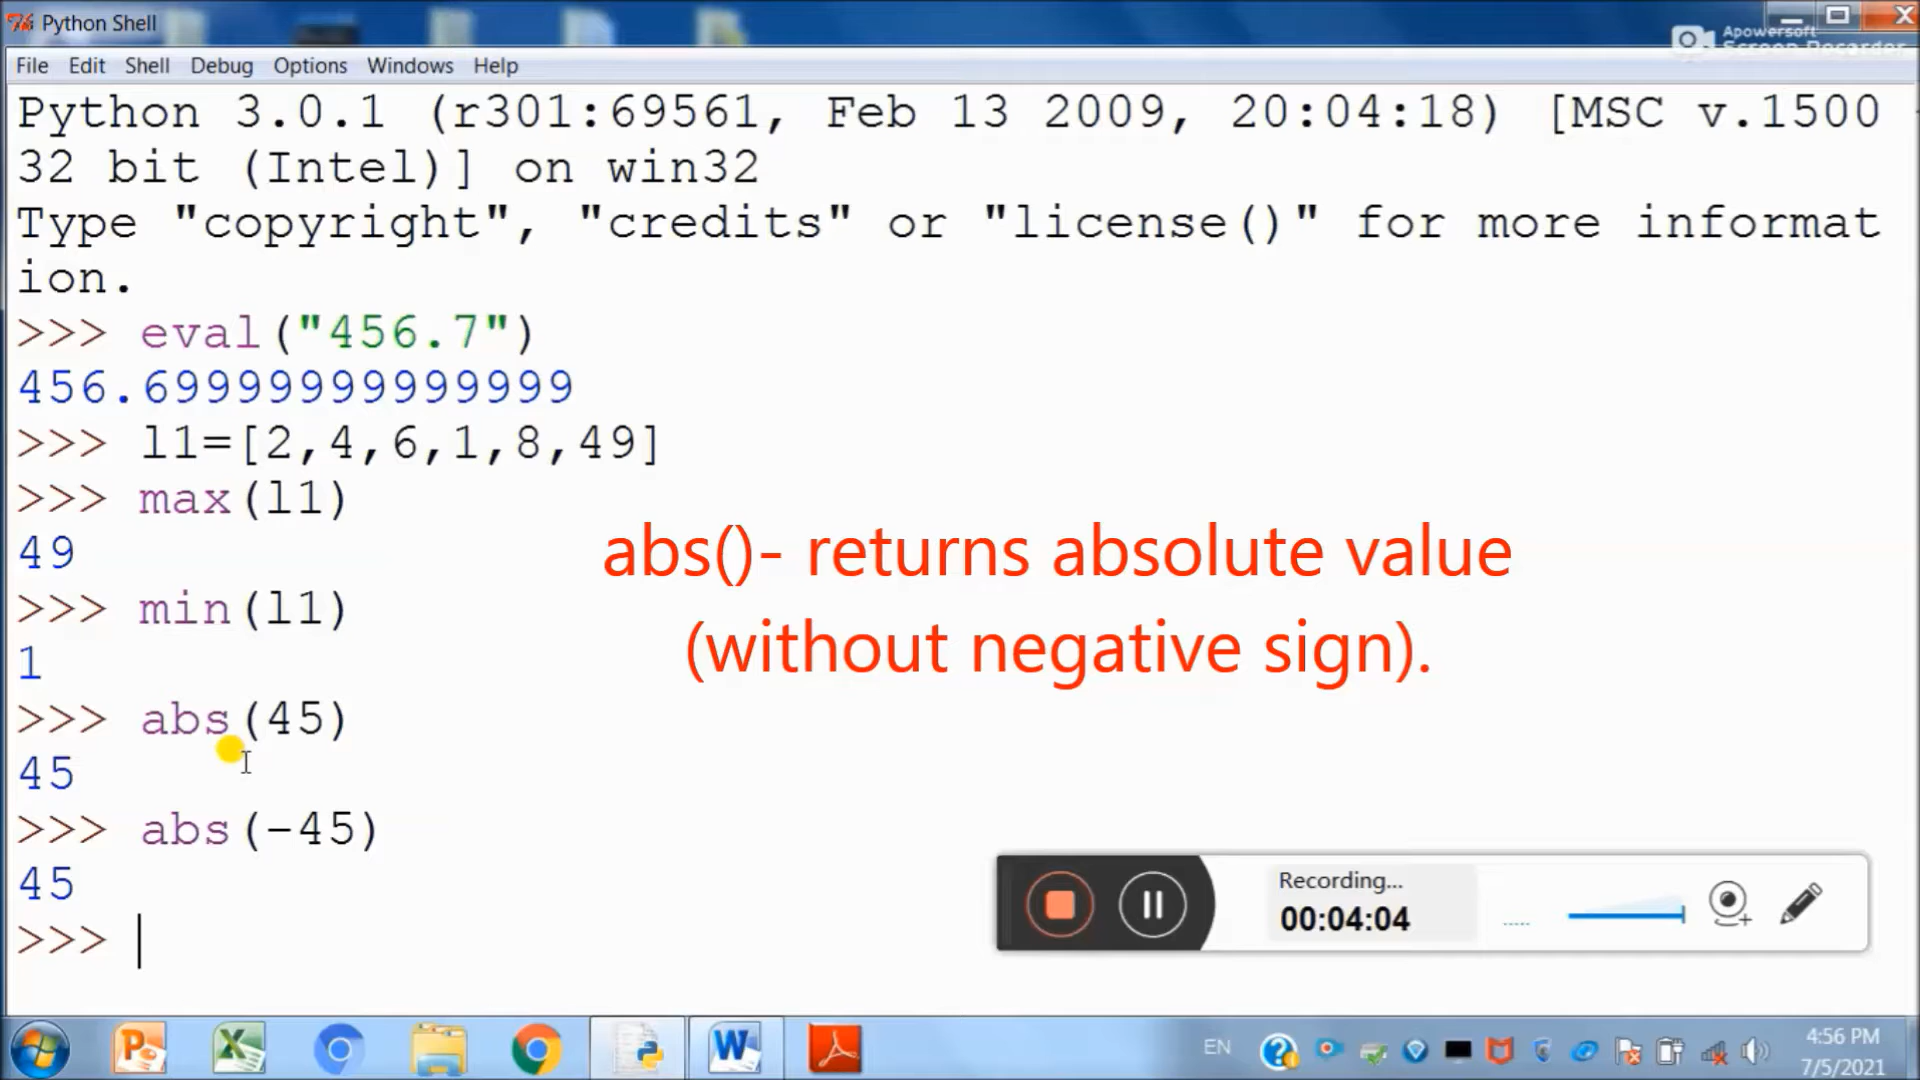 Python Shell
Apowersoft
Screen Recorder
File Edit Shell Debug Options Windows Help
Python 3.0.1 (r301:69561, Feb 13 2009, 20:04:18) [MSC v.1500
32 bit (Intel)] on win32
Type "copyright", "credits" or "license()" for more informat
ion.
>>> eval("456.7")
456.69999999999999
>>> l1=[2,4,6,1,8,49]
>>> max(l1)
49
>>> min(l1)
1
>>> abs(45)
45
>>> abs(-45)
45
>>>
abs()- returns absolute value
(without negative sign).
Recording...
00:04:04
EN
4:56 PM
7/5/2021